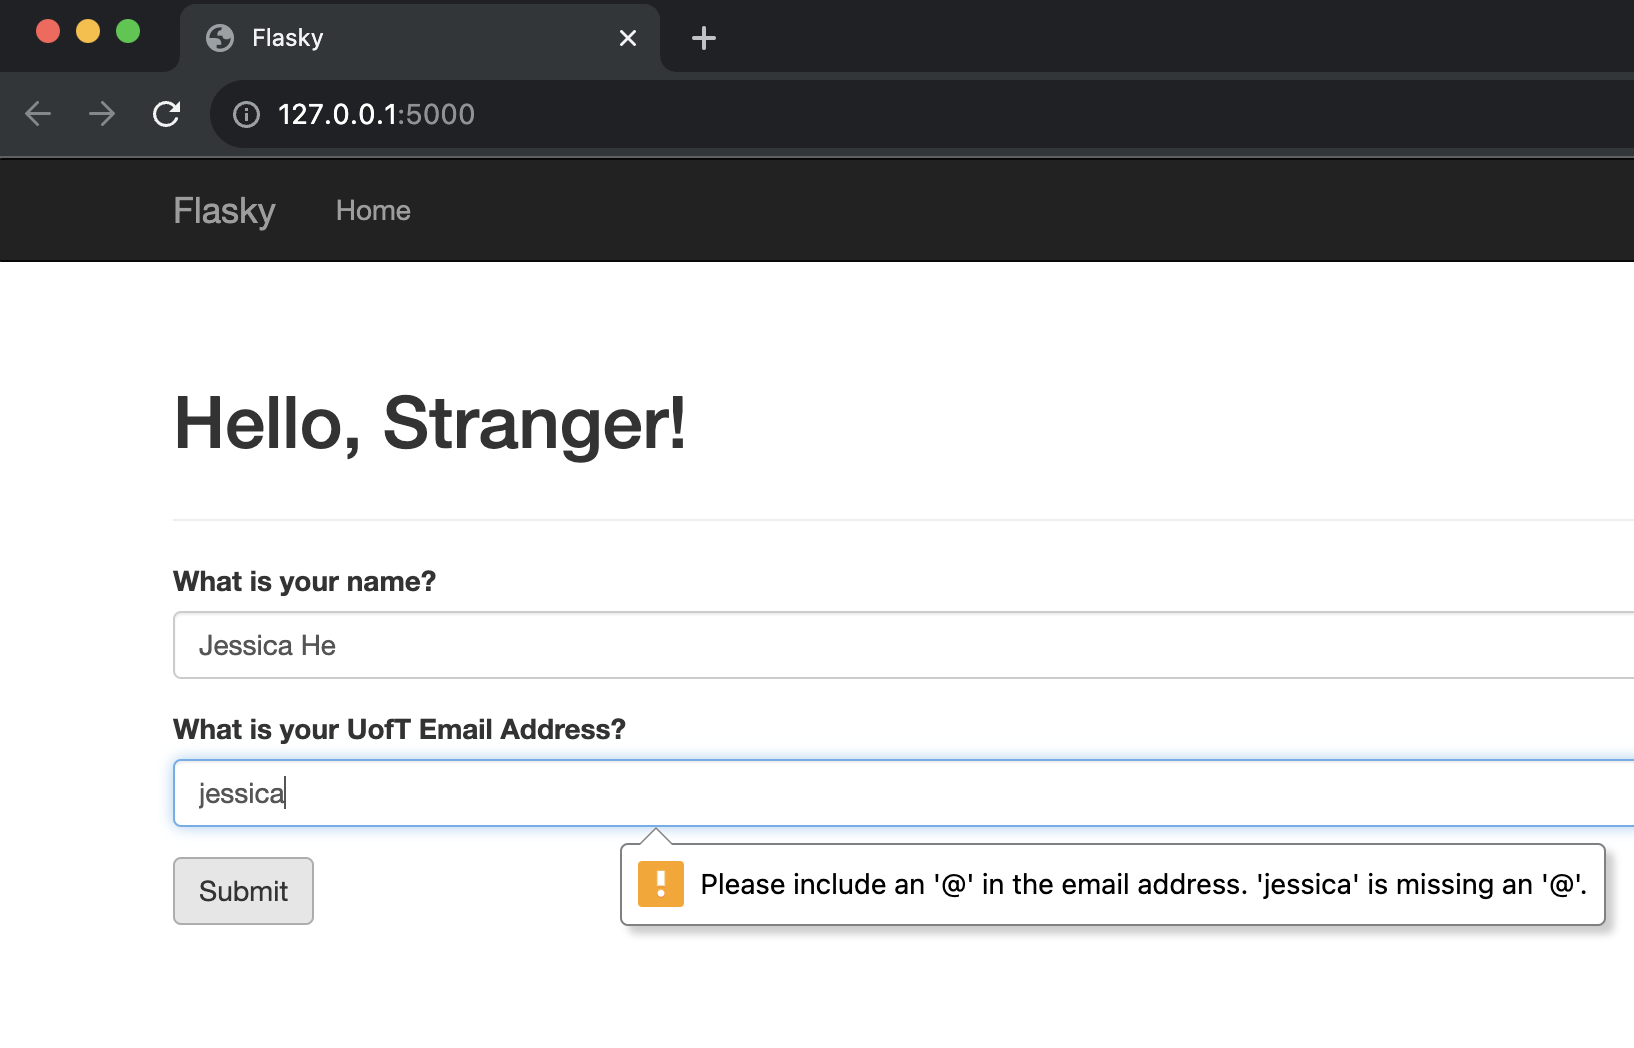 Flasky
127.0.0.1:5000
Flasky Home
Hello, Stranger!
What is your name?
Jessica He
What is your UofT Email Address?
jessica
Submit
Please include an '@' in the email address. 'jessica' is missing an '@'.